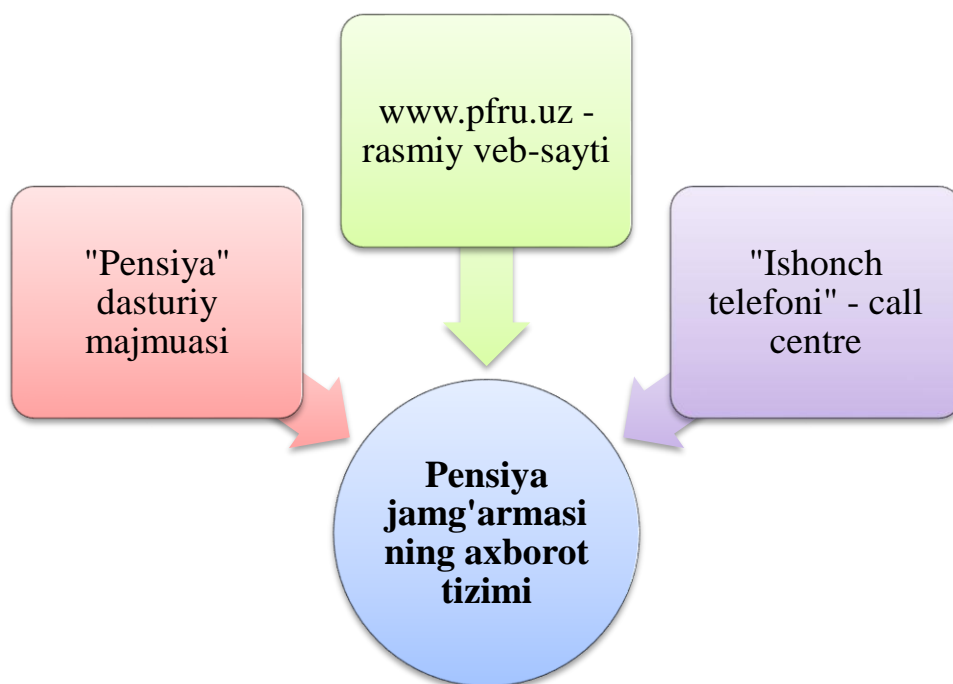 "Pensiya"
dasturiy
majmuasi
www.pfru.uz -
rasmiy veb-sayti
"Ishonch
telefoni" - call
centre
Pensiya
jamg'armasi
ning axborot
tizimi